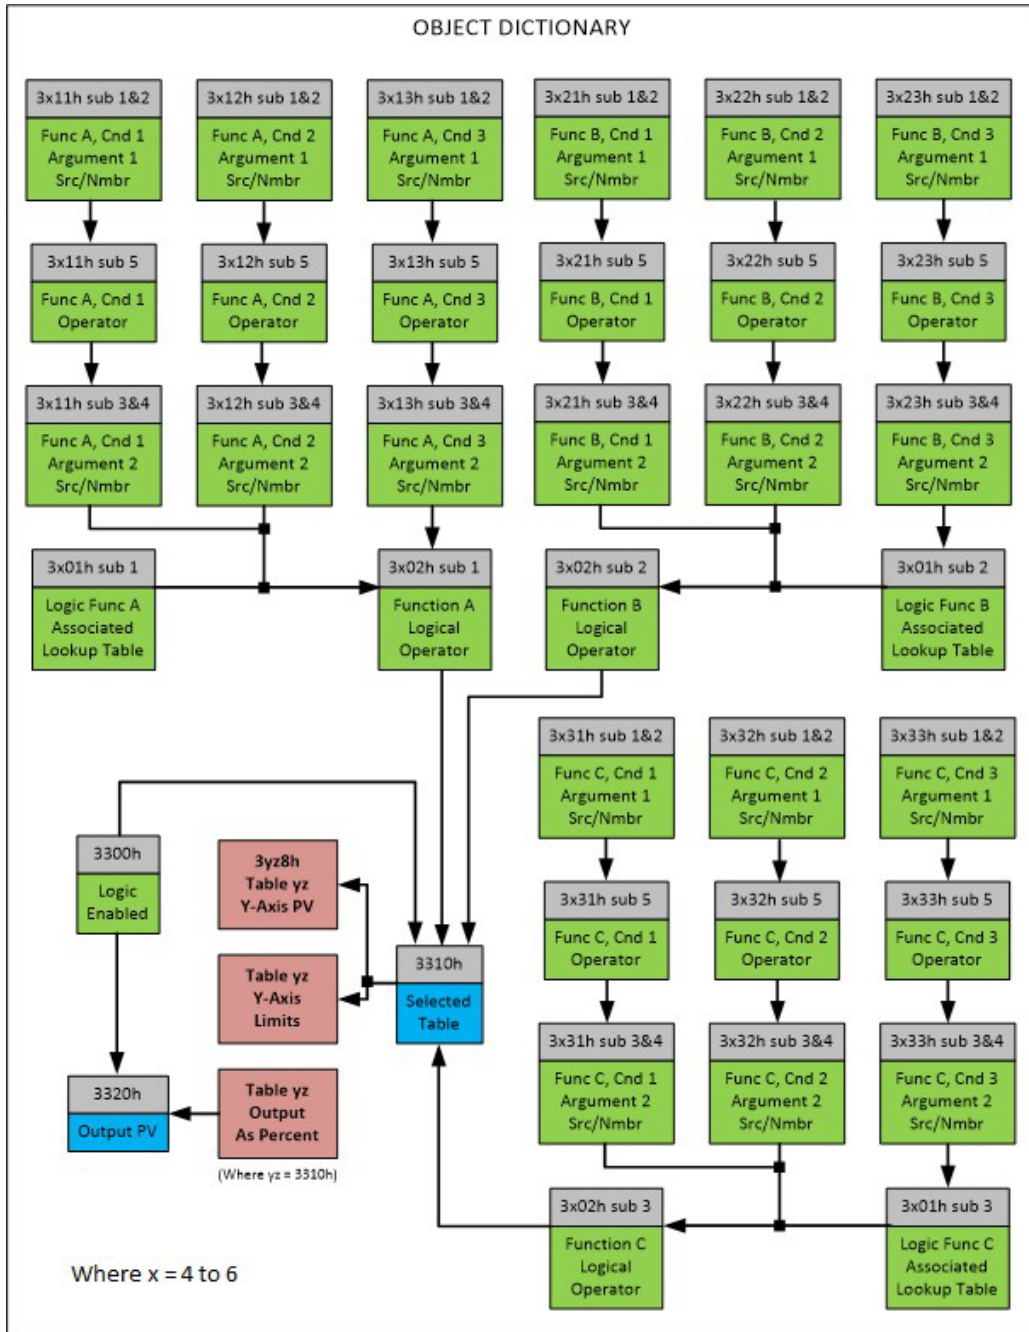 OBJECT DICTIONARY
3x11h sub 1&2
Func A, Cnd 1
Argument 1
Src/Nmbr
3x12h sub 1&2
Func A, Cnd 2
Argument 1
Src/Nmbr
3x13h sub 1&2
Func A, Cnd 3
Argument 1
Src/Nmbr
3x21h sub 1&2
Func B, Cnd 1
Argument 1
Src/Nmbr
3x22h sub 1&2
Func B, Cnd 2
Argument 1
Src/Nmbr
3x23h sub 1&2
Func B, Cnd 3
Argument 1
Src/Nmbr
3x11h sub 5
Func A, Cnd 1
Operator
3x12h sub 5
Func A, Cnd 2
Operator
3x13h sub 5
Func A, Cnd 3
Operator
3x21h sub 5
Func B, Cnd 1
Operator
3x22h sub 5
Func B, Cnd 2
Operator
3x23h sub 5
Func B, Cnd 3
Operator
3x11h sub 3&4
Func A, Cnd 1
Argument 2
Src/Nmbr
3x12h sub 3&4
Func A, Cnd 2
Argument 2
Src/Nmbr
3x13h sub 3&4
Func A, Cnd 3
Argument 2
Src/Nmbr
3x21h sub 3&4
Func B, Cnd 1
Argument 2
Src/Nmbr
3x22h sub 3&4
Func B, Cnd 2
Argument 2
Src/Nmbr
3x23h sub 3&4
Func B, Cnd 3
Argument 2
Src/Nmbr
3x01h sub 1
Logic Func A
Associated
Lookup Table
3x02h sub 1
Function A
Logical
Operator
3x02h sub 2
Function B
Logical
Operator
3x01h sub 2
Logic Func B
Associated
Lookup Table
3x31h sub 1&2
Func C, Cnd 1
Argument 1
Src/Nmbr
3x32h sub 1&2
Func C, Cnd 2
Argument 1
Src/Nmbr
3x33h sub 1&2
Func C, Cnd 3
Argument 1
Src/Nmbr
3300h
Logic
Enabled
3yz8h
Table yz
Y-Axis PV
3x31h sub 5
Func C, Cnd 1
Operator
3x32h sub 5
Func C, Cnd 2
Operator
3x33h sub 5
Func C, Cnd 3
Operator
Table yz
Y-Axis
Limits
3310h
Selected
Table
3x31h sub 3&4
Func C, Cnd 1
Argument 2
Src/Nmbr
3x32h sub 3&4
Func C, Cnd 2
Argument 2
Src/Nmbr
3x33h sub 3&4
Func C, Cnd 3
Argument 2
Src/Nmbr
3320h
Output PV
Table yz
Output
As Percent
(Where yz = 3310h)
3x02h sub 3
Function C
Logical
Operator
3x01h sub 3
Logic Func C
Associated
Lookup Table
Where x = 4 to 6